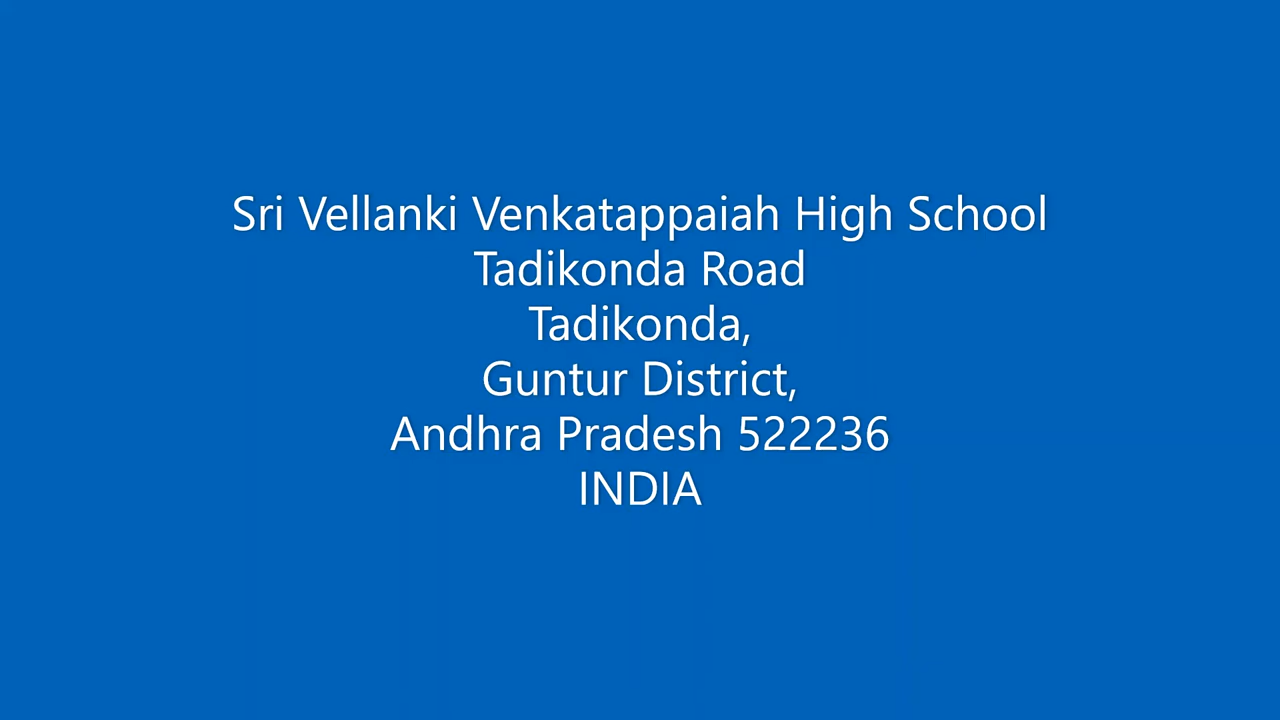 Sri Vellanki Venkatappaiah High School
Tadikonda Road
Tadikonda,
Guntur District,
Andhra Pradesh 522236
INDIA